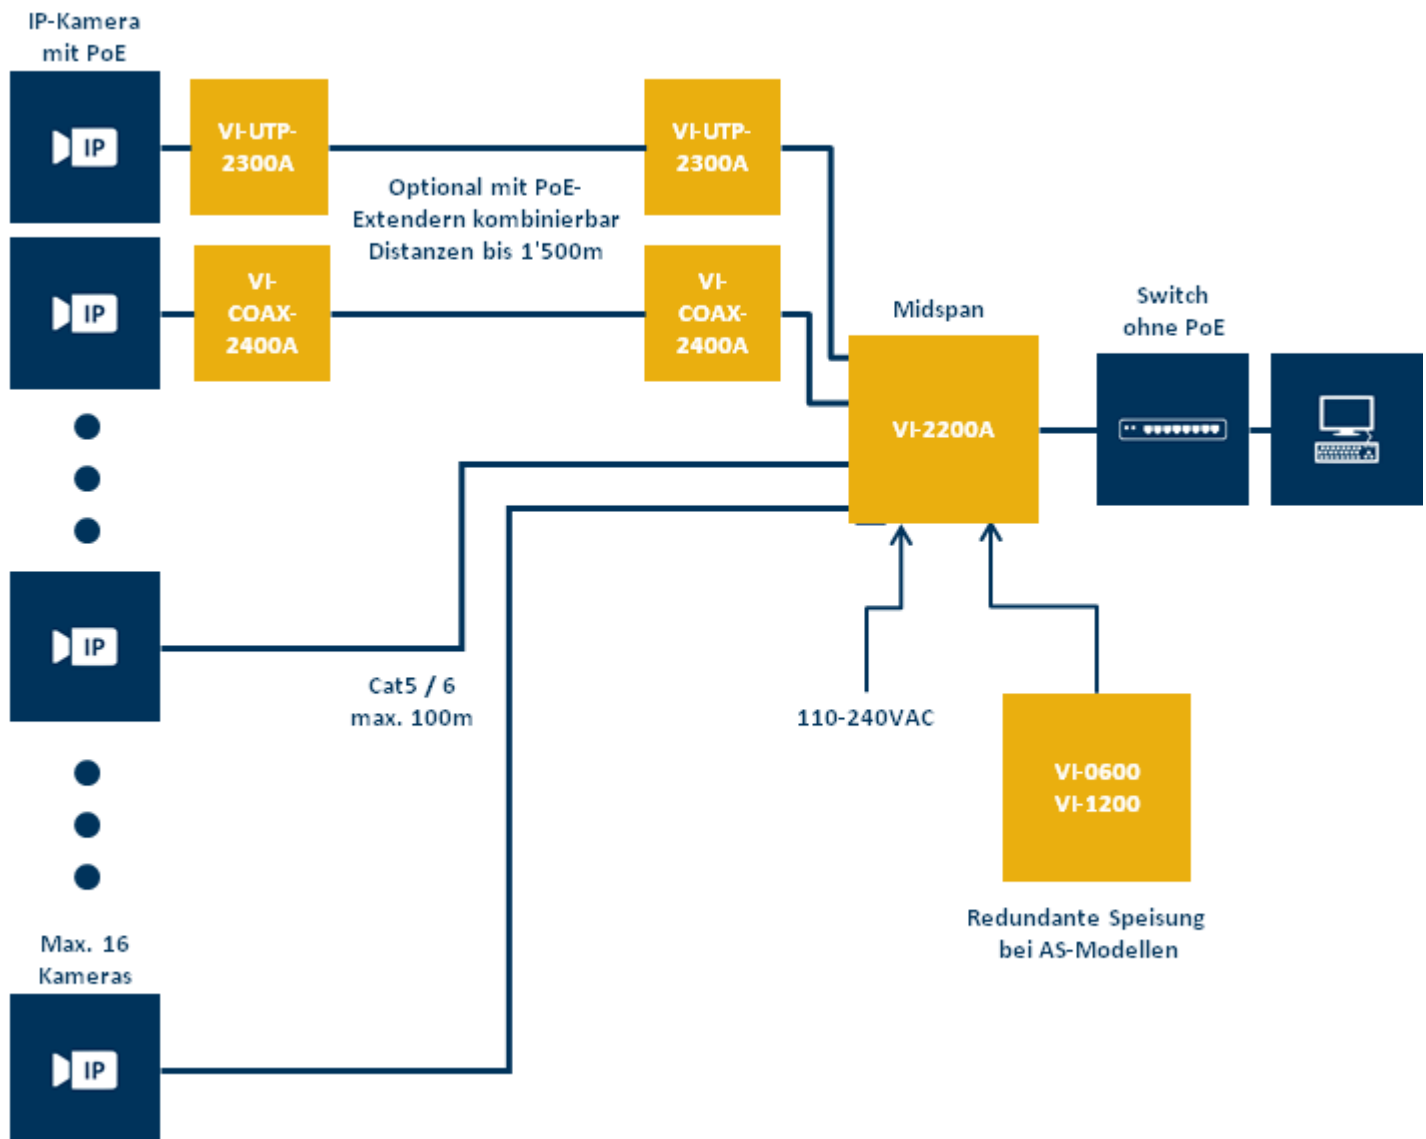 IP-Kamera
mit PoE
IP
VI-UTP-
2300A
VI-UTP-
2300A
Optional mit PoE-
Extendern kombinierbar
Distanzen bis 1'500m
IP
VI-
COAX-
2400A
VI-
COAX-
2400A
Midspan
VI-2200A
Switch
ohne PoE
IP
Cat5 / 6
max. 100m
110-240VAC
VI-0600
VI-1200
Redundante Speisung
bei AS-Modellen
Max. 16
Kameras
IP